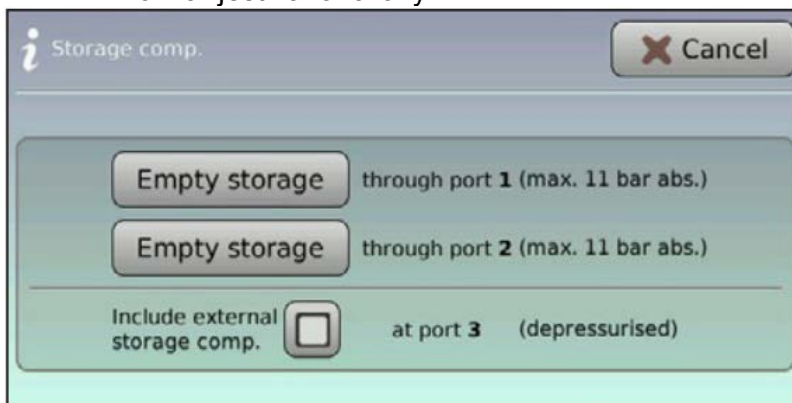 Storage comp.
Cancel
Empty storage through port 1 (max. 11 bar abs.)
Empty storage through port 2 (max. 11 bar abs.)
Include external
storage comp. at port 3 (depressurised)